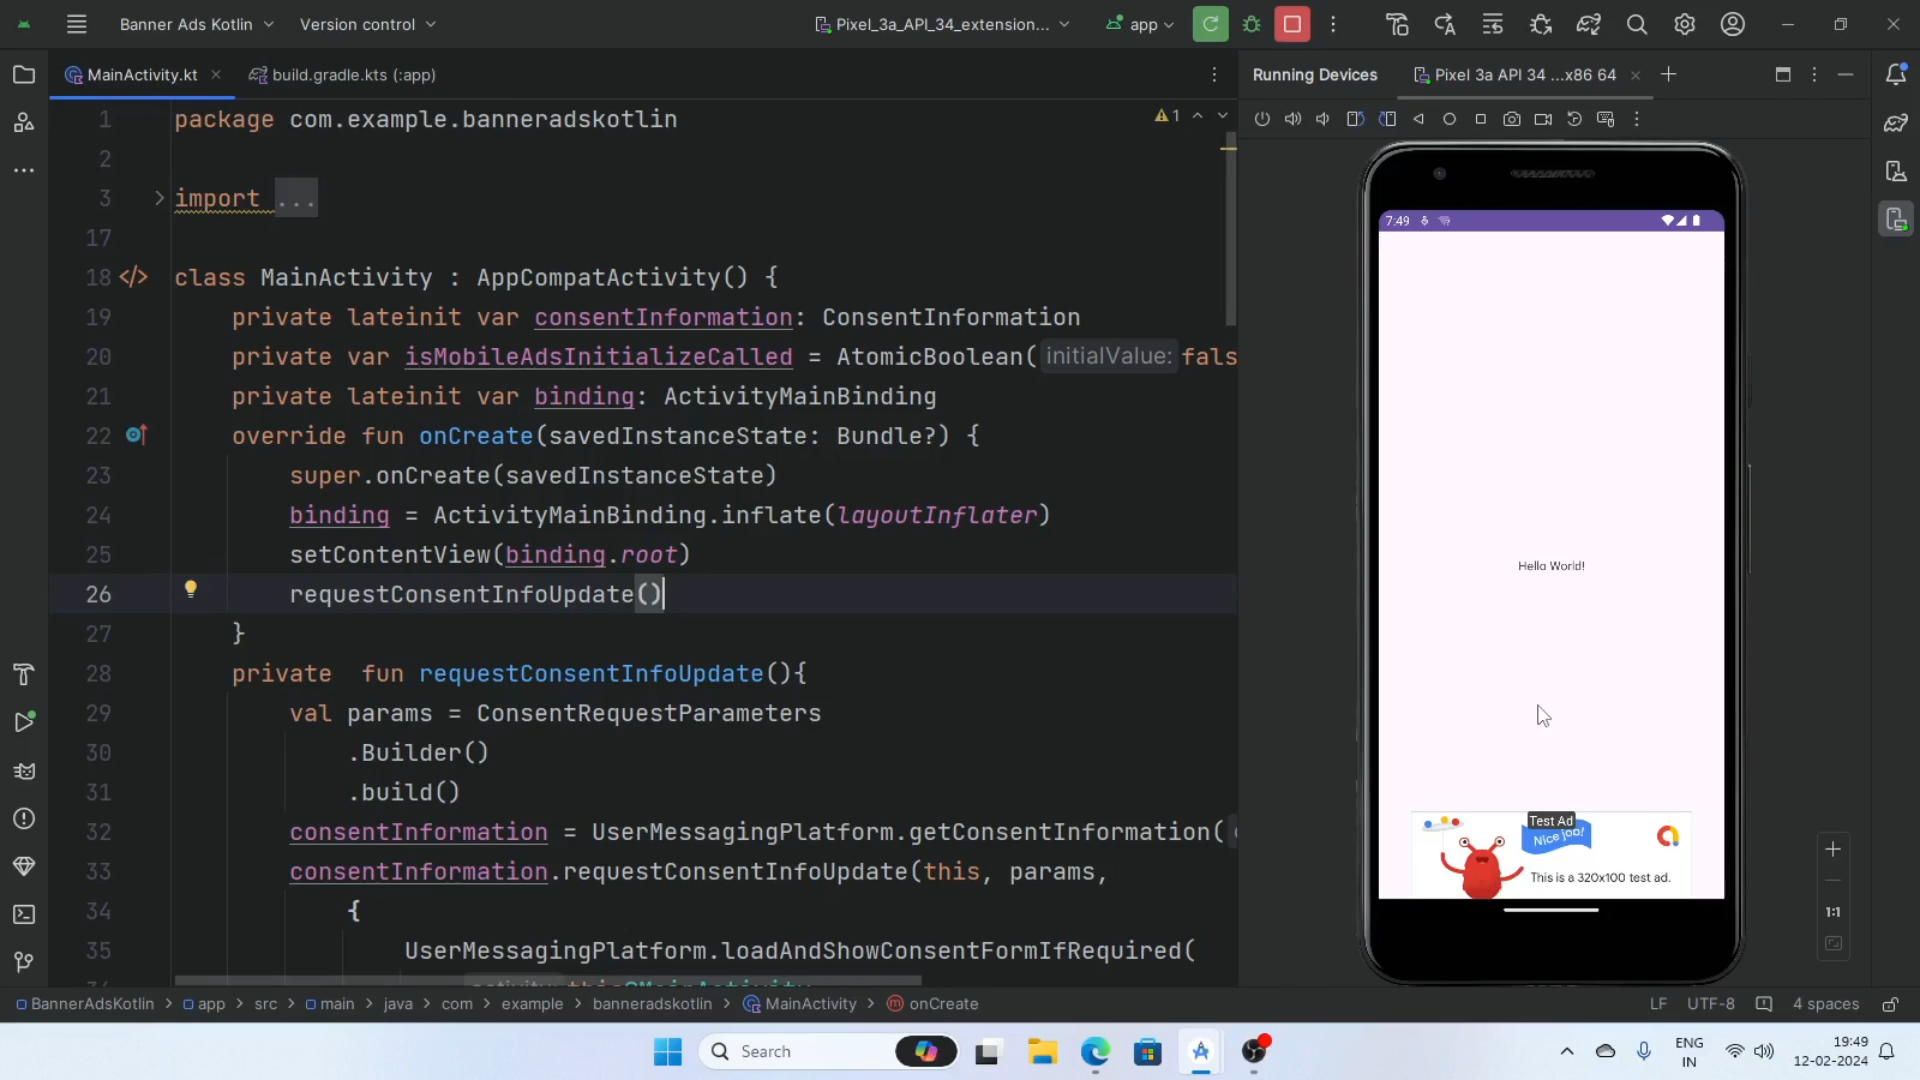 Banner Ads Kotlin
Version control
Pixel_3a_API_34_extension...
app
MainActivity.kt
build.gradle.kts (:app)
Running Devices
Pixel 3a API 34 ...x86 64
1 package com.example.banneradskotlin
1
2
3 import ...
17
18 class MainActivity : AppCompatActivity() {
19 private lateinit var consentInformation: ConsentInformation
20 private var isMobileAdsInitializeCalled = AtomicBoolean( initialValue: fals
21 private lateinit var binding: ActivityMainBinding
22 override fun onCreate(savedInstanceState: Bundle?) {
23 super.onCreate(savedInstanceState)
24 binding = ActivityMainBinding.inflate(layoutInflater)
25 setContentView(binding.root)
26 requestConsentInfoUpdate()
27 }
28 private  fun requestConsentInfoUpdate(){
29 val params = ConsentRequestParameters
30 .Builder()
31 .build()
32 consentInformation = UserMessagingPlatform.getConsentInformation(
33 consentInformation.requestConsentInfoUpdate(this, params,
34 {
35 UserMessagingPlatform.loadAndShowConsentFormIfRequired(
7:49
Hello World!
Test Ad
Nice job!
This is a 320x100 test ad.
1:1
BannerAdsKotlin > app > src > main > java > com > example > banneradskotlin > MainActivity > onCreate
LF UTF-8 4 spaces
Search
ENG
IN
19:49
12-02-2024